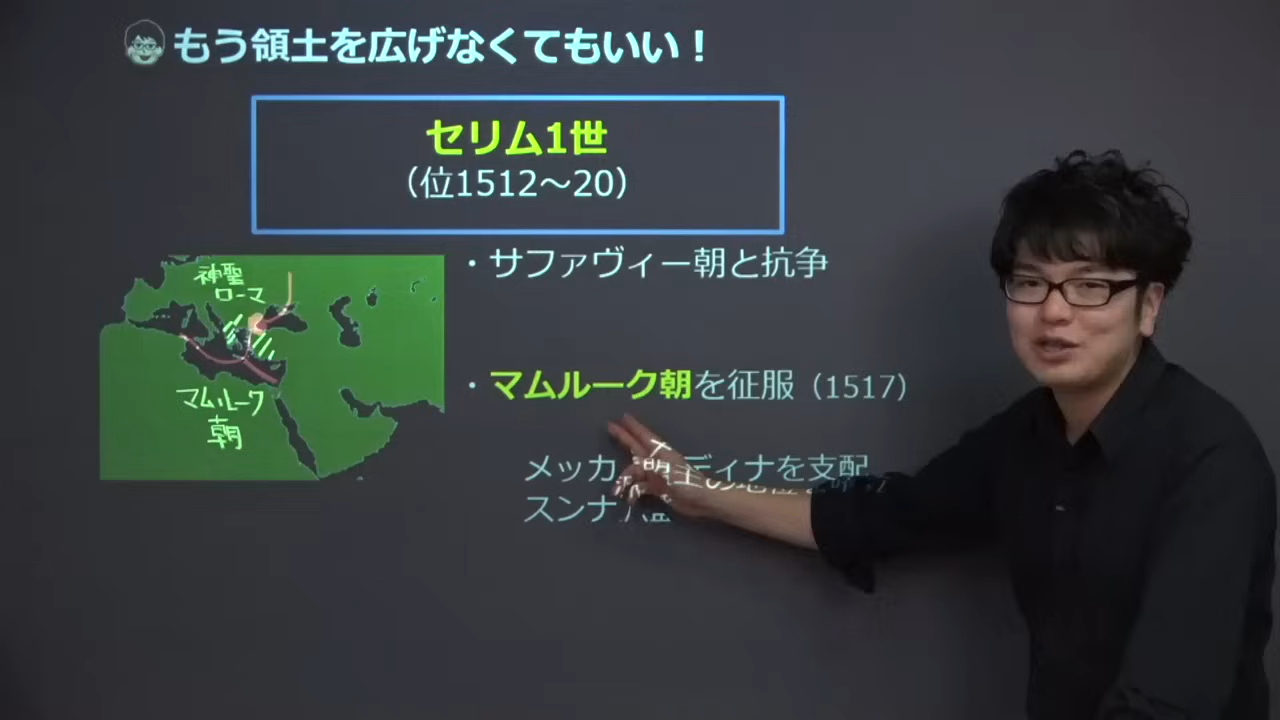 もう領土を広げなくてもいい！
セリム1世
（位1512～20）
神聖
ローマ
マムルーク
朝
・サファヴィー朝と抗争
・マムルーク朝を征服（1517）
メッカ ディナを支配
スンナ